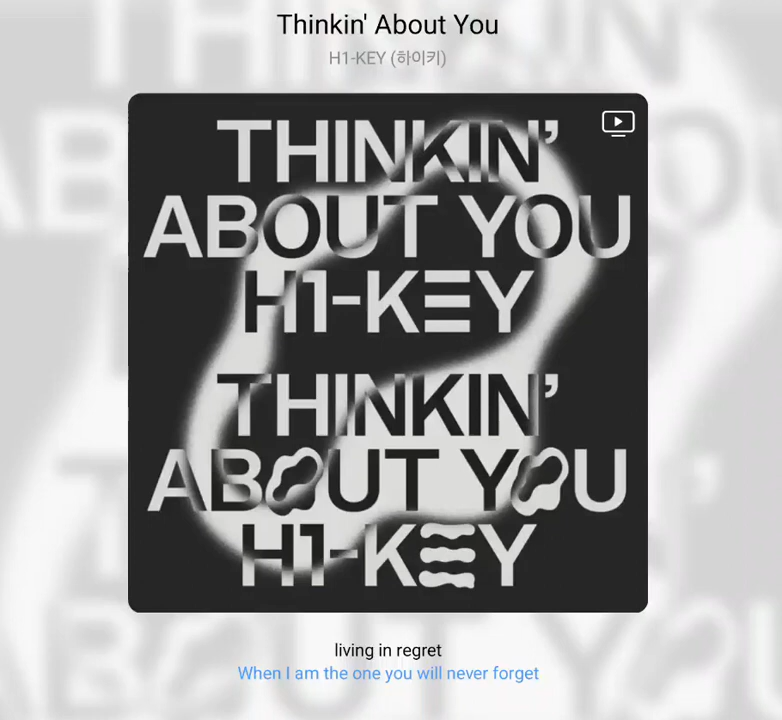 Thinkin' About You
H1-KEY (하이키)
THINKIN'
ABOUT YOU
H1-KEY
THINKIN'
ABOUT YOU
H1-KEY
living in regret
When I am the one you will never forget